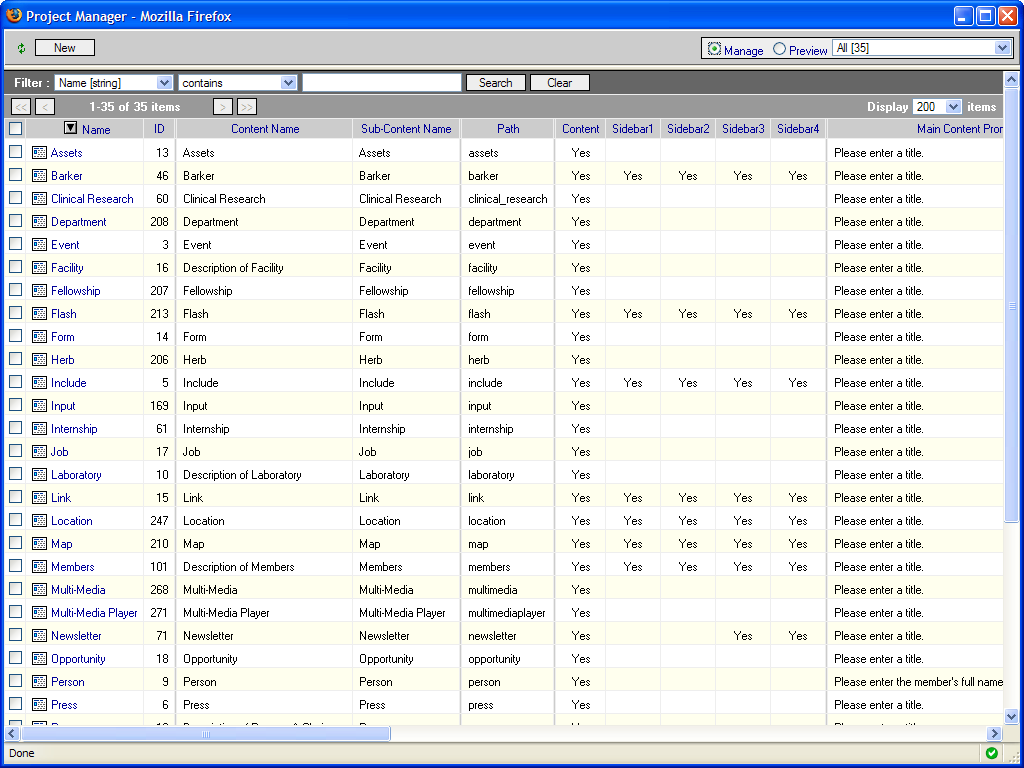 Project Manager - Mozilla Firefox
New Manage Preview All [35]
Filter : Name [string] contains Search Clear
<< < 1-35 of 35 items > >> Display 200 items
Name ID Content Name Sub-Content Name Path Content Sidebar1 Sidebar2 Sidebar3 Sidebar4 Main Content
Assets 13 Assets Assets assets Yes Please enter a title.
Barker 46 Barker Barker barker Yes Yes Yes Yes Yes Please enter a title.
Clinical Research 60 Clinical Research Clinical Research clinical_research Yes Please enter a title.
Department 208 Department Department department Yes Please enter a title.
Event 3 Event Event event Yes Please enter a title.
Facility 16 Description of Facility Facility facility Yes Please enter a title.
Fellowship 207 Fellowship Fellowship fellowship Yes Please enter a title.
Flash 213 Flash Flash flash Yes Yes Yes Yes Yes Please enter a title.
Form 14 Form Form form Yes Please enter a title.
Herb 206 Herb Herb herb Yes Please enter a title.
Include 5 Include Include include Yes Yes Yes Yes Yes Please enter a title.
Input 169 Input Input input Yes Please enter a title.
Internship 61 Internship Internship internship Yes Please enter a title.
Job 17 Job Job job Yes Please enter a title.
Laboratory 10 Description of Laboratory Laboratory laboratory Yes Please enter a title.
Link 15 Link Link link Yes Yes Yes Yes Yes Please enter a title.
Location 247 Location Location location Yes Yes Yes Yes Yes Please enter a title.
Map 210 Map Map map Yes Yes Yes Yes Yes Please enter a title.
Members 101 Description of Members Members members Yes Yes Yes Yes Yes Please enter a title.
Multi-Media 268 Multi-Media Multi-Media multimedia Yes Please enter a title.
Multi-Media Player 271 Multi-Media Player Multi-Media Player multimediaplayer Yes Please enter a title.
Newsletter 71 Newsletter Newsletter newsletter Yes Yes Yes Please enter a title.
Opportunity 18 Opportunity Opportunity opportunity Yes Please enter a title.
Person 9 Person Person person Yes Please enter the member's full name
Press 6 Press Press press Yes Please enter a title.
Done